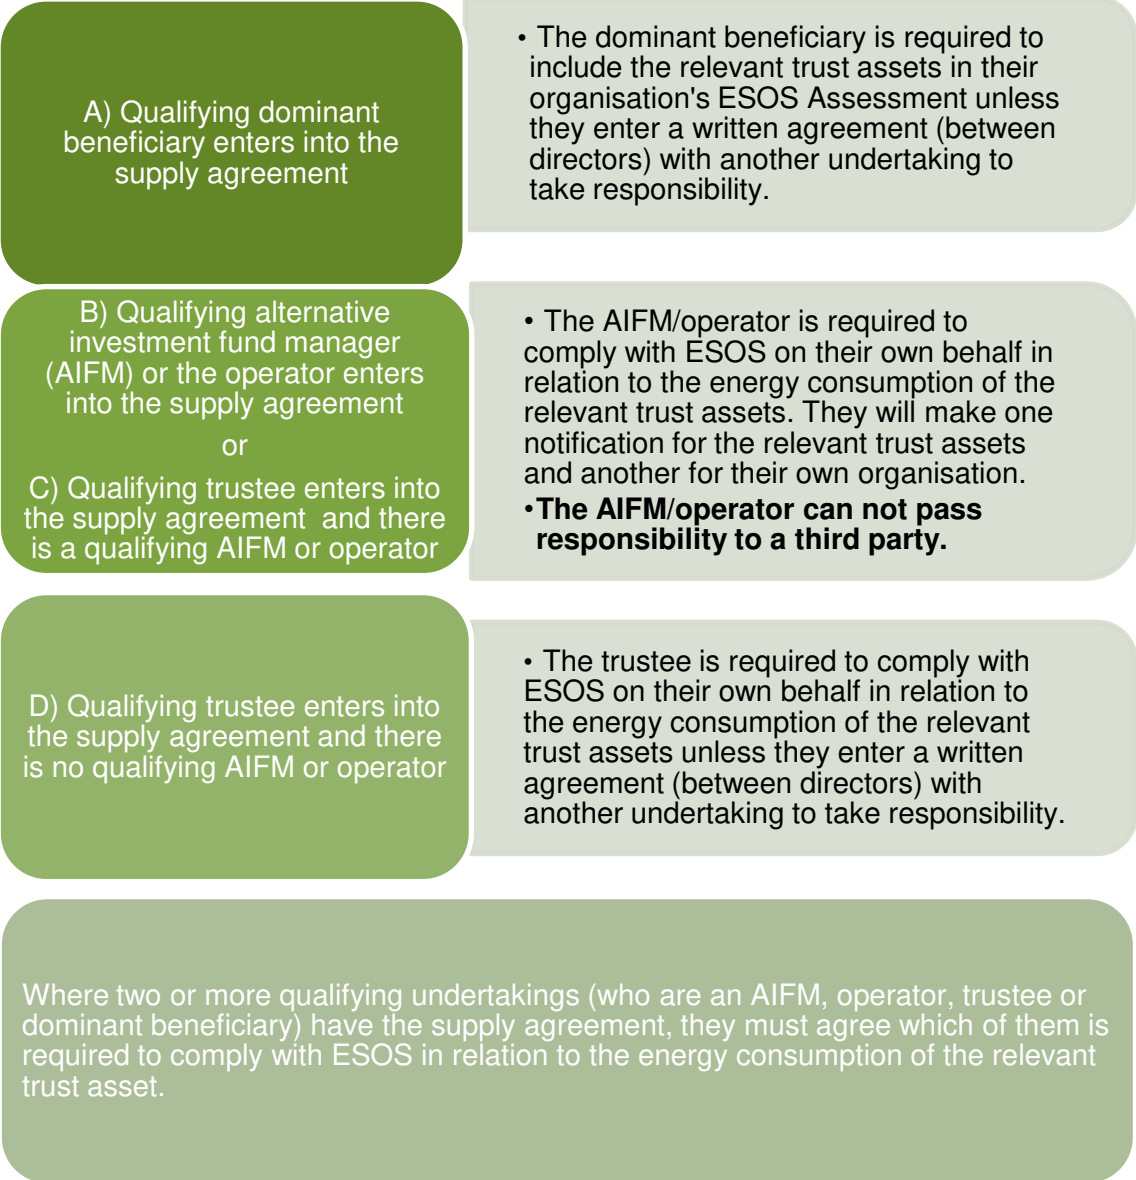 A) Qualifying dominant
beneficiary enters into the
supply agreement
• The dominant beneficiary is required to
include the relevant trust assets in their
organisation's ESOS Assessment unless
they enter a written agreement (between
directors) with another undertaking to
take responsibility.
B) Qualifying alternative
investment fund manager
(AIFM) or the operator enters
into the supply agreement
or
C) Qualifying trustee enters into
the supply agreement and there
is a qualifying AIFM or operator
• The AIFM/operator is required to
comply with ESOS on their own behalf in
relation to the energy consumption of the
relevant trust assets. They will make one
notification for the relevant trust assets
and another for their own organisation.
•The AIFM/operator can not pass
responsibility to a third party.
D) Qualifying trustee enters into
the supply agreement and there
is no qualifying AIFM or operator
• The trustee is required to comply with
ESOS on their own behalf in relation to
the energy consumption of the relevant
trust assets unless they enter a written
agreement (between directors) with
another undertaking to take responsibility.
Where two or more qualifying undertakings (who are an AIFM, operator, trustee or
dominant beneficiary) have the supply agreement, they must agree which of them is
required to comply with ESOS in relation to the energy consumption of the relevant
trust asset.